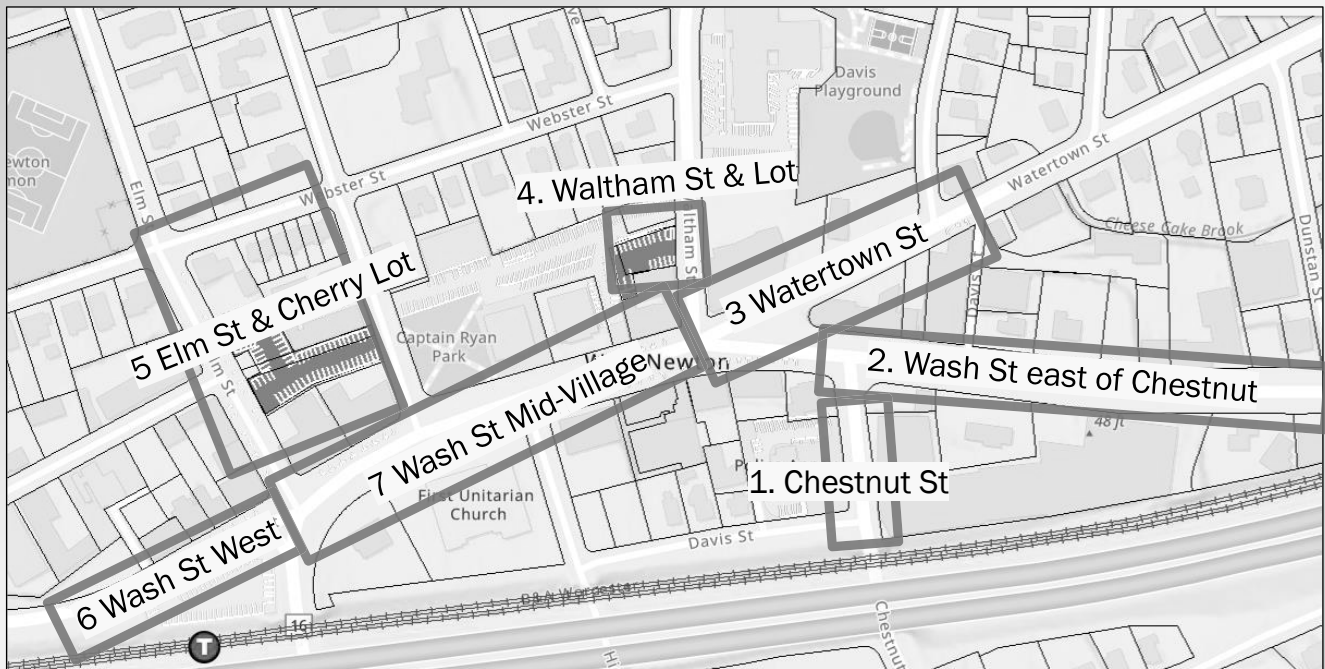 Davis
Playground
Webster St
Watertown St
4. Waltham St & Lot
Webster St
Elm St
ltham St
Cheese Cake Brook
Dunstan St
3 Watertown St
5 Elm St & Cherry Lot
Captain Ryan
Park
Newton
2. Wash St east of Chestnut
7 Wash St Mid-Village
48 ft
1. Chestnut St
First Unitarian
Church
6 Wash St West
Davis St
B&A Worcester
16
T
Chestnut